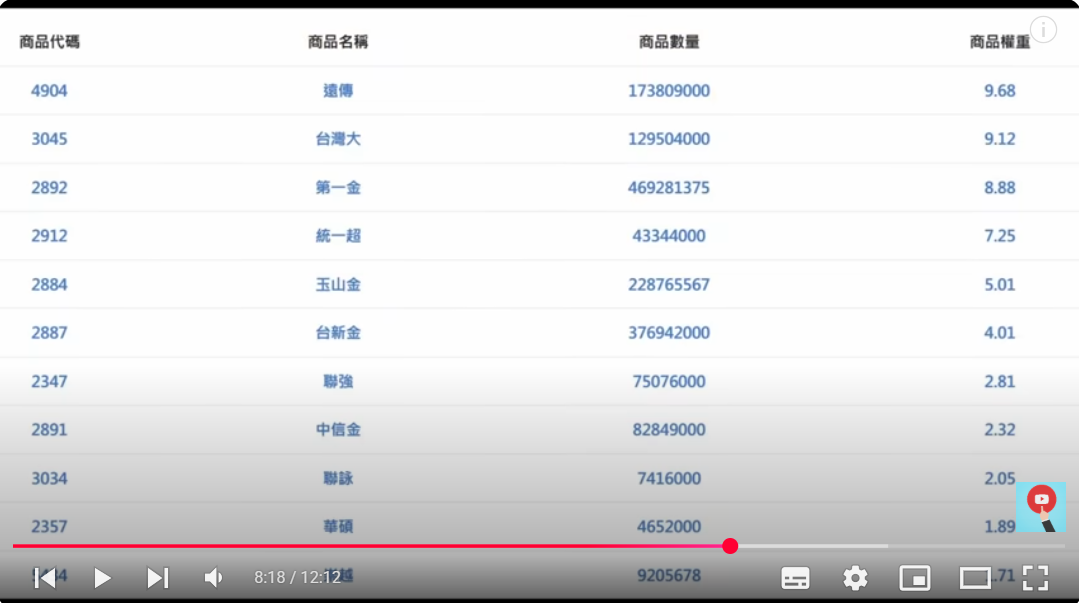 商品代碼 商品名稱 商品數量 商品權重
4904 遠傳 173809000 9.68
3045 台灣大 129504000 9.12
2892 第一金 469281375 8.88
2912 統一超 43344000 7.25
2884 玉山金 228765567 5.01
2887 台新金 376942000 4.01
2347 聯強 75076000 2.81
2891 中信金 82849000 2.32
3034 聯詠 7416000 2.05
2357 華碩 4652000 1.89
9205678 .71
8:18 / 12:12